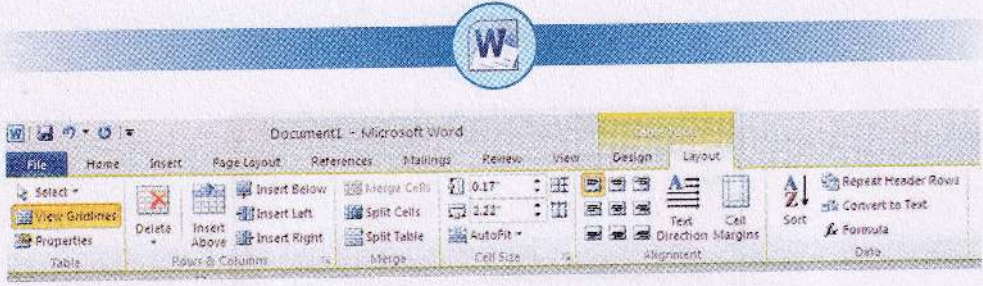 W
W
Document1 - Microsoft Word
Table Tools
File Home Insert Page Layout References Mailings Review View Design Layout
Select Insert Below Merge Cells 0.17" Repeat Header Rows
View Gridlines Insert Left Split Cells 2.22" Convert to Text
Properties Delete Insert Above Insert Right Split Table AutoFit Text Direction Cell Margins Sort Formula
Table Rows & Columns Merge Cell Size Alignment Data